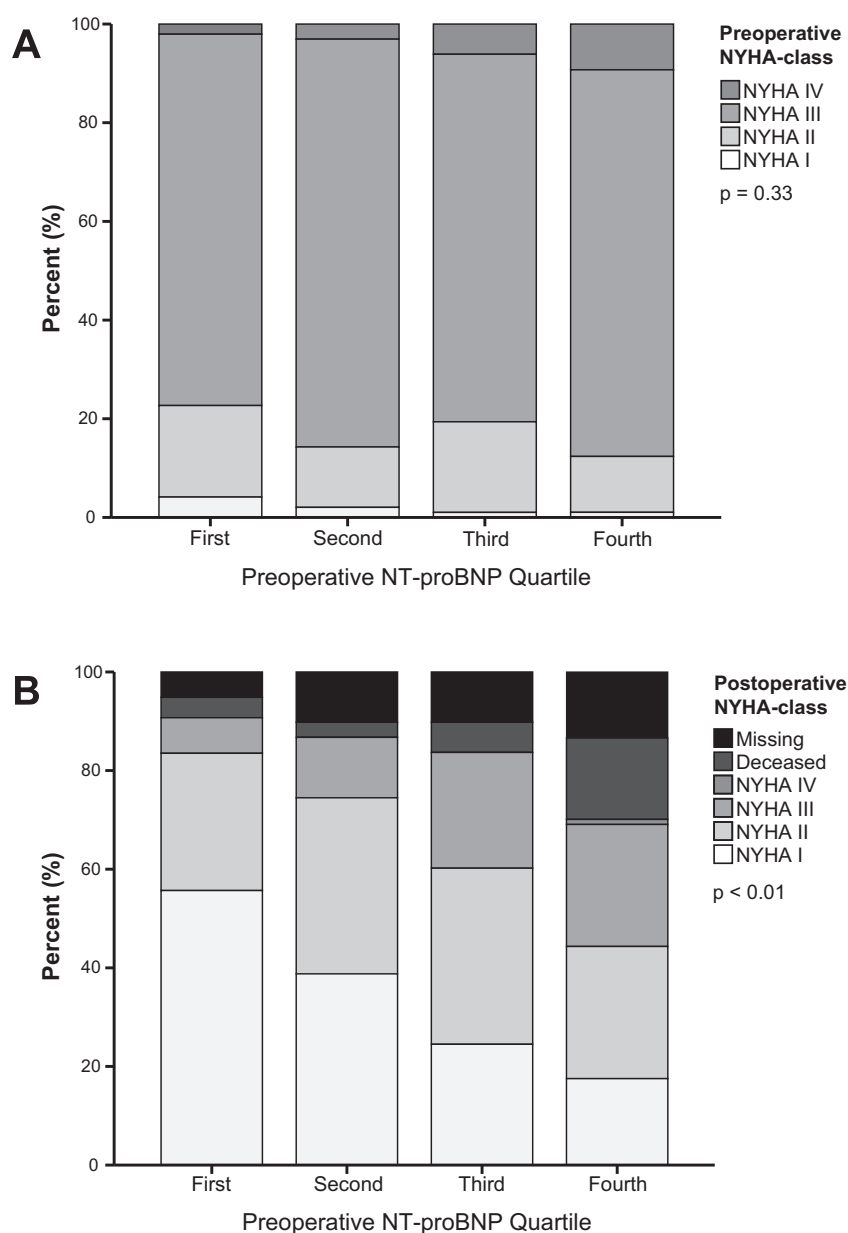 A
Preoperative
NYHA-class
NYHA IV
NYHA III
NYHA II
NYHA I
p = 0.33
Percent (%)
100
80
60
40
20
0
First Second Third Fourth
Preoperative NT-proBNP Quartile
B
Postoperative
NYHA-class
Missing
Deceased
NYHA IV
NYHA III
NYHA II
NYHA I
p < 0.01
Percent (%)
100
80
60
40
20
0
First Second Third Fourth
Preoperative NT-proBNP Quartile